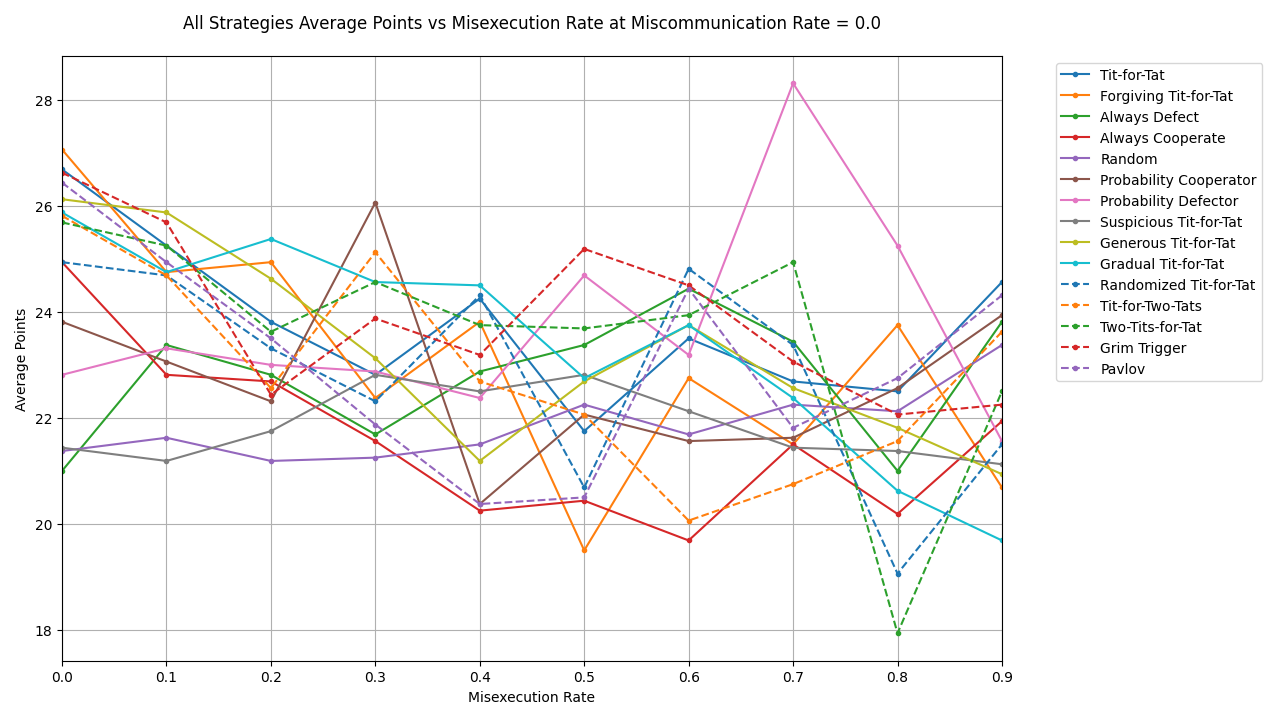 All Strategies Average Points vs Misexecution Rate at Miscommunication Rate = 0.0
Average Points
28
26
24
22
20
18
0.0 0.1 0.2 0.3 0.4 0.5 0.6 0.7 0.8 0.9
Misexecution Rate
Tit-for-Tat
Forgiving Tit-for-Tat
Always Defect
Always Cooperate
Random
Probability Cooperator
Probability Defector
Suspicious Tit-for-Tat
Generous Tit-for-Tat
Gradual Tit-for-Tat
Randomized Tit-for-Tat
Tit-for-Two-Tats
Two-Tits-for-Tat
Grim Trigger
Pavlov